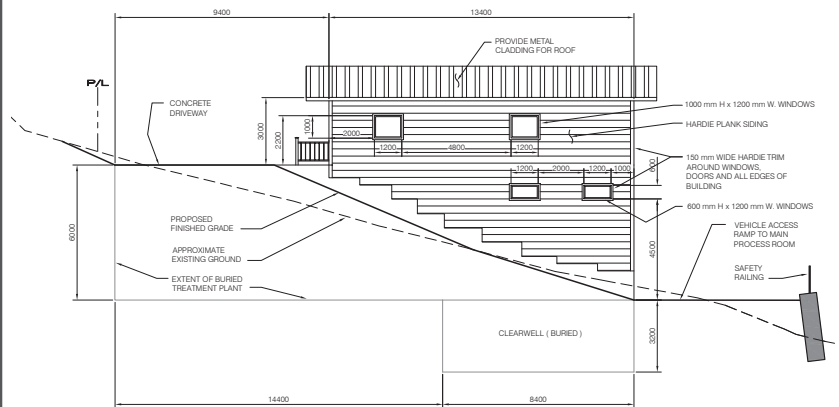 9400
13400
PROVIDE METAL
CLADDING FOR ROOF
P/L
CONCRETE
DRIVEWAY
3000
2200
1000
2000
1200
4800
1200
1000 mm H x 1200 mm W. WINDOWS
HARDIE PLANK SIDING
150 mm WIDE HARDIE TRIM
AROUND WINDOWS,
DOORS AND ALL EDGES OF
BUILDING
1200
2000
1200
1000
600
600 mm H x 1200 mm W. WINDOWS
6000
PROPOSED
FINISHED GRADE
APPROXIMATE
EXISTING GROUND
EXTENT OF BURIED
TREATMENT PLANT
4500
VEHICLE ACCESS
RAMP TO MAIN
PROCESS ROOM
SAFETY
RAILING
CLEARWELL ( BURIED )
3200
14400
8400